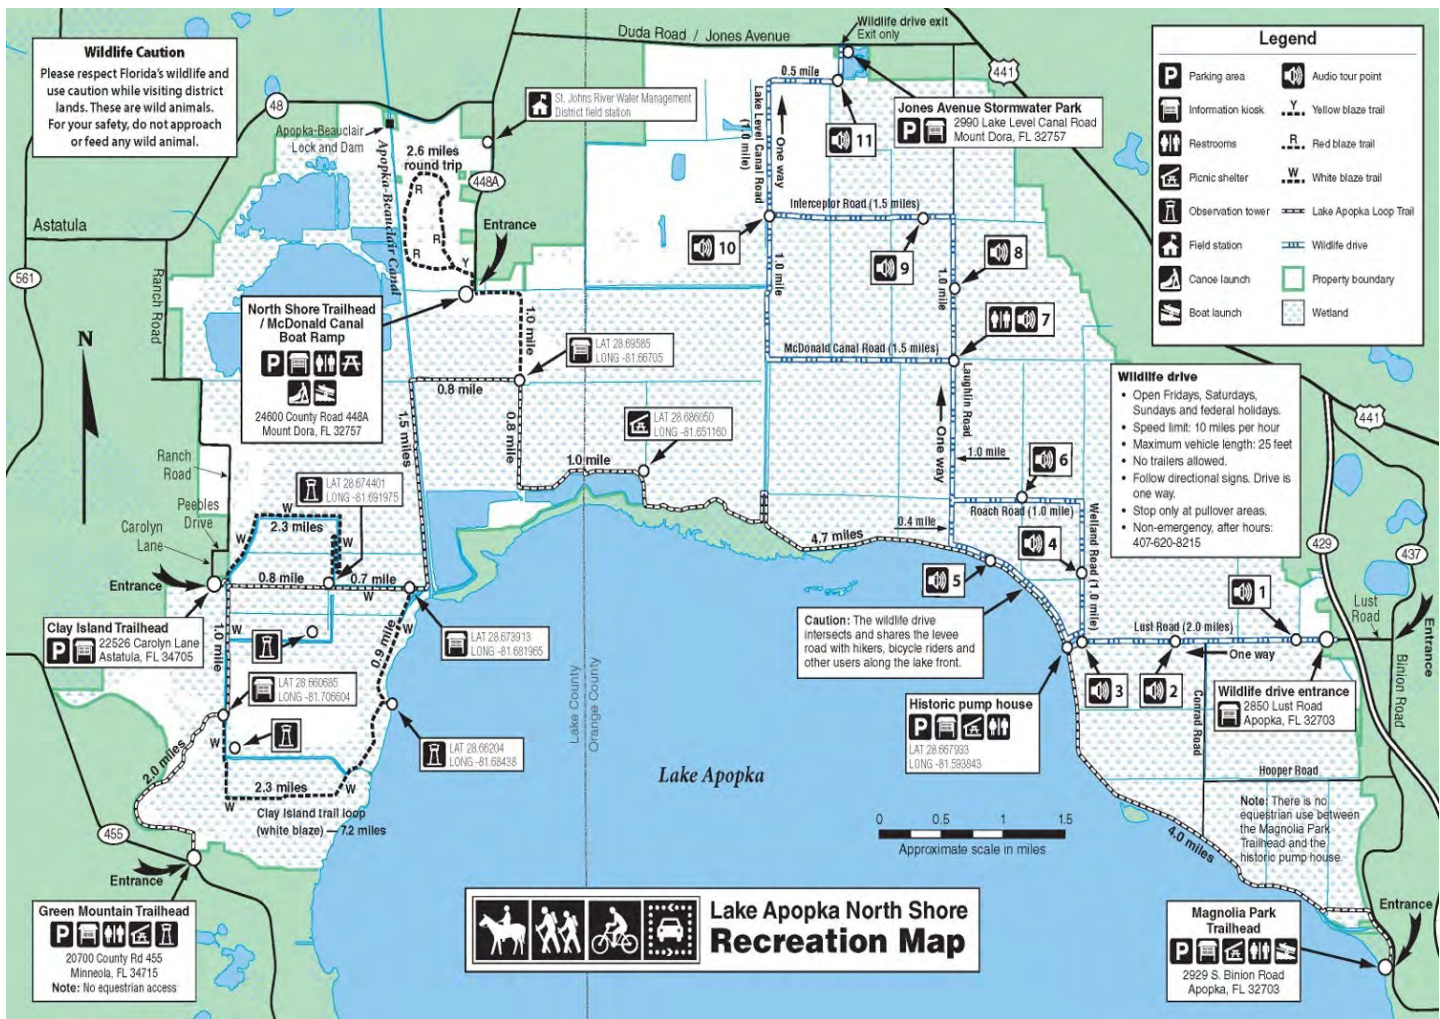 Wildlife Caution
Please respect Florida's wildlife and
use caution while visiting district
lands. These are wild animals.
For your safety, do not approach
or feed any wild animal.
48
Apopka-Beauclair
Lock and Dam
Apopka-Beauclair Canal
St. Johns River Water Management
District field station
2.6 miles
round trip
R
R
R
R
Y
448A
Entrance
Astatula
561
Ranch Road
N
North Shore Trailhead
/ McDonald Canal
Boat Ramp
P
24600 County Road 448A
Mount Dora, FL 32757
1.0 mile
LAT 28.69585
LONG -81.66705
0.8 mile
1.5 miles
0.8 mile
LAT 28.686050
LONG -81.651160
1.0 mile
Ranch
Road
Peebles
Drive
Carolyn
Lane
LAT 28.674401
LONG -81.691975
W
W
2.3 miles
W
W
Entrance
0.8 mile
0.7 mile
W
W
Clay Island Trailhead
P
22526 Carolyn Lane
Astatula, FL 34705
1.0 mile
W
0.9 mile
LAT 28.673913
LONG -81.681965
LAT 28.660685
LONG -81.706604
W
LAT 28.66204
LONG -81.68438
2.0 miles
2.3 miles
W
W
Clay Island trail loop
(white blaze) — 7.2 miles
455
Entrance
Green Mountain Trailhead
P
20700 County Rd 455
Minneola, FL 34715
Note: No equestrian access
Duda Road / Jones Avenue
Wildlife drive exit
Exit only
441
0.5 mile
Lake Level Canal Road
(1.0 mile)
One way
11
Jones Avenue Stormwater Park
P
2990 Lake Level Canal Road
Mount Dora, FL 32757
Interceptor Road (1.5 miles)
10
9
8
1.0 mile
1.0 mile
7
McDonald Canal Road (1.5 miles)
Laughlin Road
One way
1.0 mile
6
Roach Road (1.0 mile)
0.4 mile
4
Welland Road (1.0 mile)
4.7 miles
5
Caution: The wildlife drive
intersects and shares the levee
road with hikers, bicycle riders and
other users along the lake front.
1
Lust Road (2.0 miles)
One way
Lust
Road
Entrance
3
2
Conrad Road
Wildlife drive entrance
2850 Lust Road
Apopka, FL 32703
Binion Road
Historic pump house
P
LAT 28.667933
LONG -81.593843
Lake County
Orange County
Lake Apopka
0
0.5
1
1.5
Approximate scale in miles
Hooper Road
Note: There is no
equestrian use between
the Magnolia Park
Trailhead and the
historic pump house.
4.0 miles
Entrance
Magnolia Park
Trailhead
P
2929 S. Binion Road
Apopka, FL 32703
Lake Apopka North Shore
Recreation Map
Legend
P Parking area
Audio tour point
Information kiosk
Y Yellow blaze trail
Restrooms
R Red blaze trail
Picnic shelter
W White blaze trail
Observation tower
Lake Apopka Loop Trail
Field station
Wildlife drive
Canoe launch
Property boundary
Boat launch
Wetland
Wildlife drive
• Open Fridays, Saturdays,
Sundays and federal holidays.
• Speed limit: 10 miles per hour
• Maximum vehicle length: 25 feet
• No trailers allowed.
• Follow directional signs. Drive is
one way.
• Stop only at pullover areas.
• Non-emergency, after hours:
407-620-8215
441
429
437